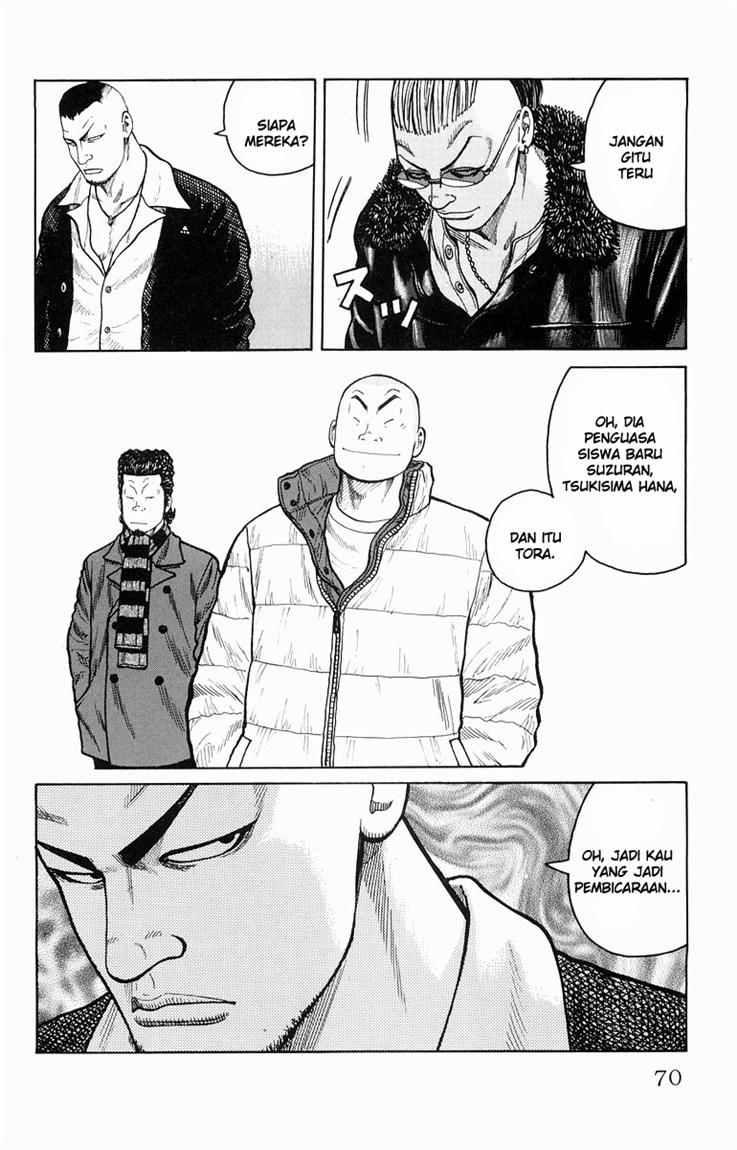 JANGAN
GITU
TERU
スッ
SIAPA
MEREKA?
OH, DIA
PENGUASA
SISWA BARU
SUZURAN,
TSUKISIMA HANA,
DAN ITU
TORA.
OH, JADI KAU
YANG JADI
PEMBICARAAN...
70